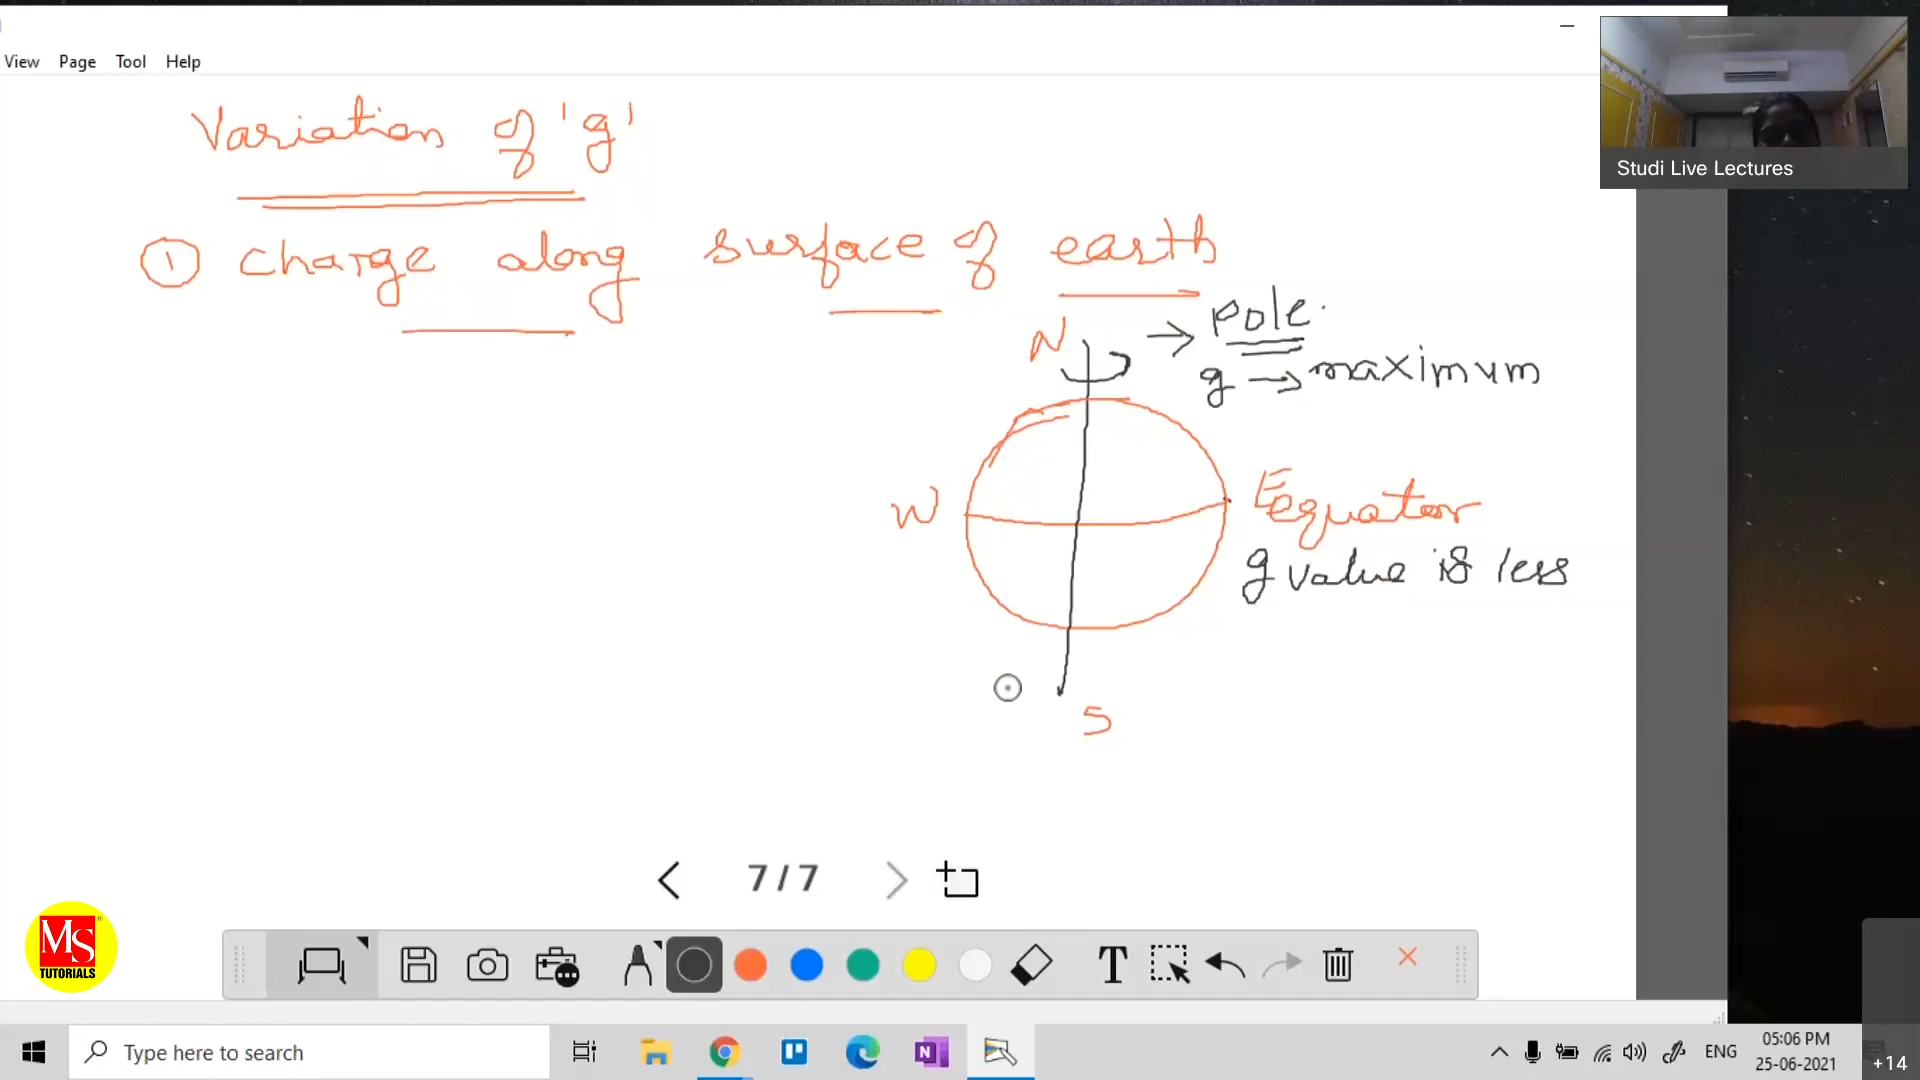 View Page Tool Help
Studi Live Lectures
Variation of 'g'
1 change along surface of earth
N
→ pole.
g → maximum
W
Eequator
g value is less
S
7/7
MS
TUTORIALS
T
Type here to search
N
ENG
05:06 PM
25-06-2021
+14